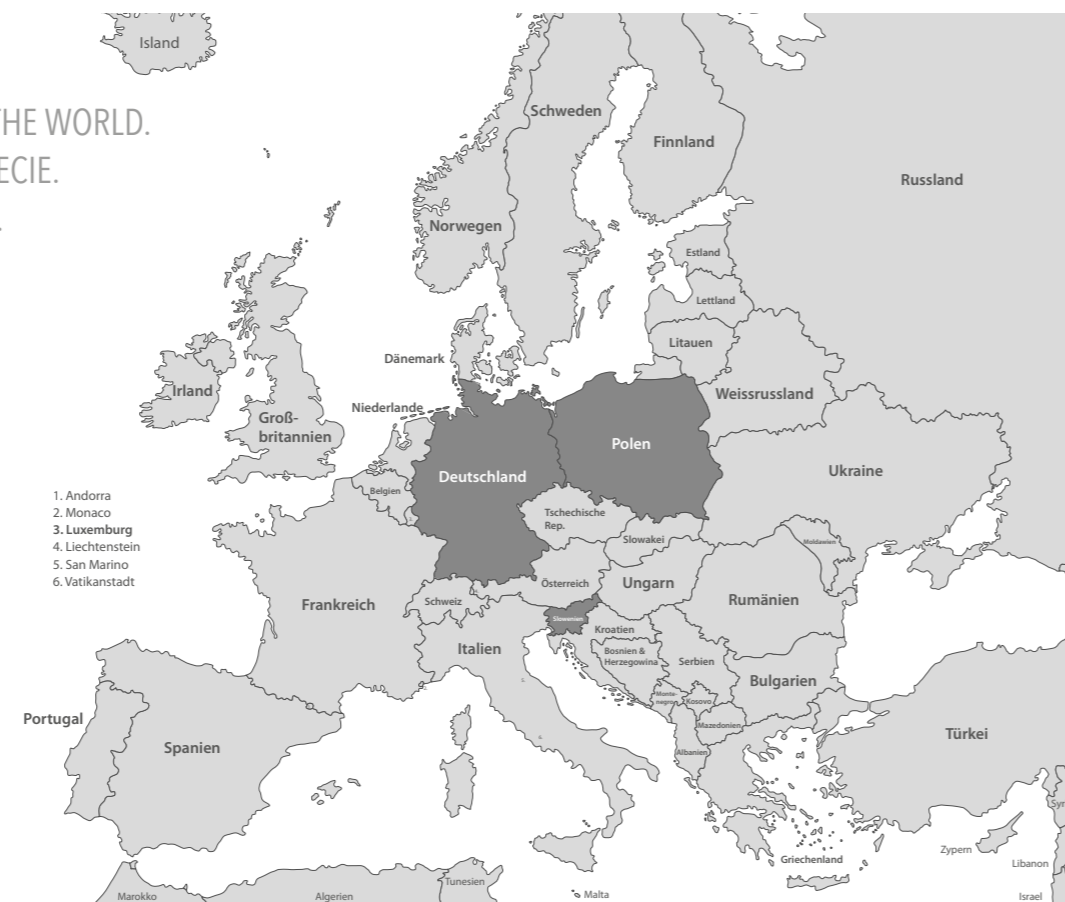 Island
THE WORLD.
ECIE.
Schweden
Finnland
Russland
Norwegen
Estland
Lettland
Litauen
Dänemark
Irland
Weissrussland
Niederlande
Groß-
britannien
Polen
Deutschland
Ukraine
Belgien
1. Andorra
2. Monaco
3. Luxemburg
4. Liechtenstein
5. San Marino
6. Vatikanstadt
Tschechische
Rep.
Slowakei
Moldawien
Österreich
Ungarn
Frankreich
Schweiz
Rumänien
Slowenien
Kroatien
Italien
Bosnien &
Herzegowina
Serbien
Bulgarien
Monte-
negro
Kosovo
Portugal
Mazedonien
Spanien
Albanien
Türkei
Syr
Zypern
Griechenland
Libanon
Tunesien
Marokko
Algerien
Malta
Israel